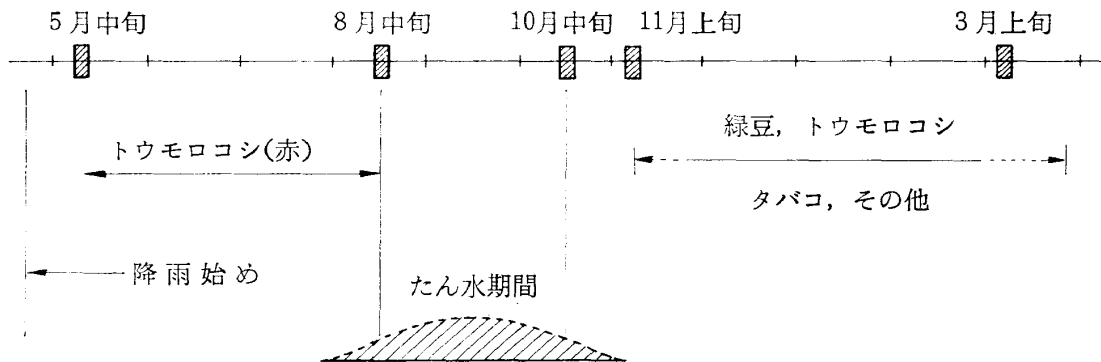 5月中旬 8月中旬 10月中旬 11月上旬 3月上旬
緑豆，トウモロコシ
トウモロコシ(赤)
タバコ，その他
降雨始め
たん水期間